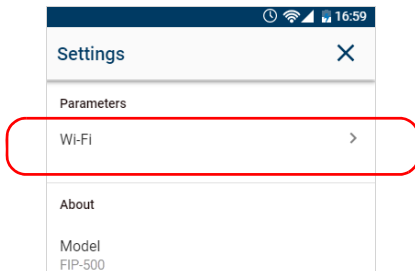 16:59
Settings
Parameters
Wi-Fi
About
Model
FIP-500